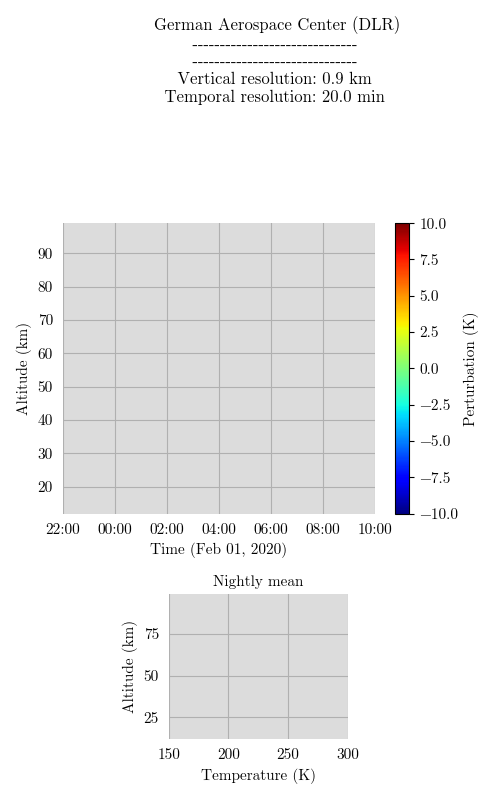 German Aerospace Center (DLR)
------------------------------
------------------------------
Vertical resolution: 0.9 km
Temporal resolution: 20.0 min
90
80
70
60
50
40
30
20
Altitude (km)
22:00 00:00 02:00 04:00 06:00 08:00 10:00
Time (Feb 01, 2020)
10.0
7.5
5.0
2.5
0.0
−2.5
−5.0
−7.5
−10.0
Perturbation (K)
Nightly mean
75
50
25
Altitude (km)
150 200 250 300
Temperature (K)